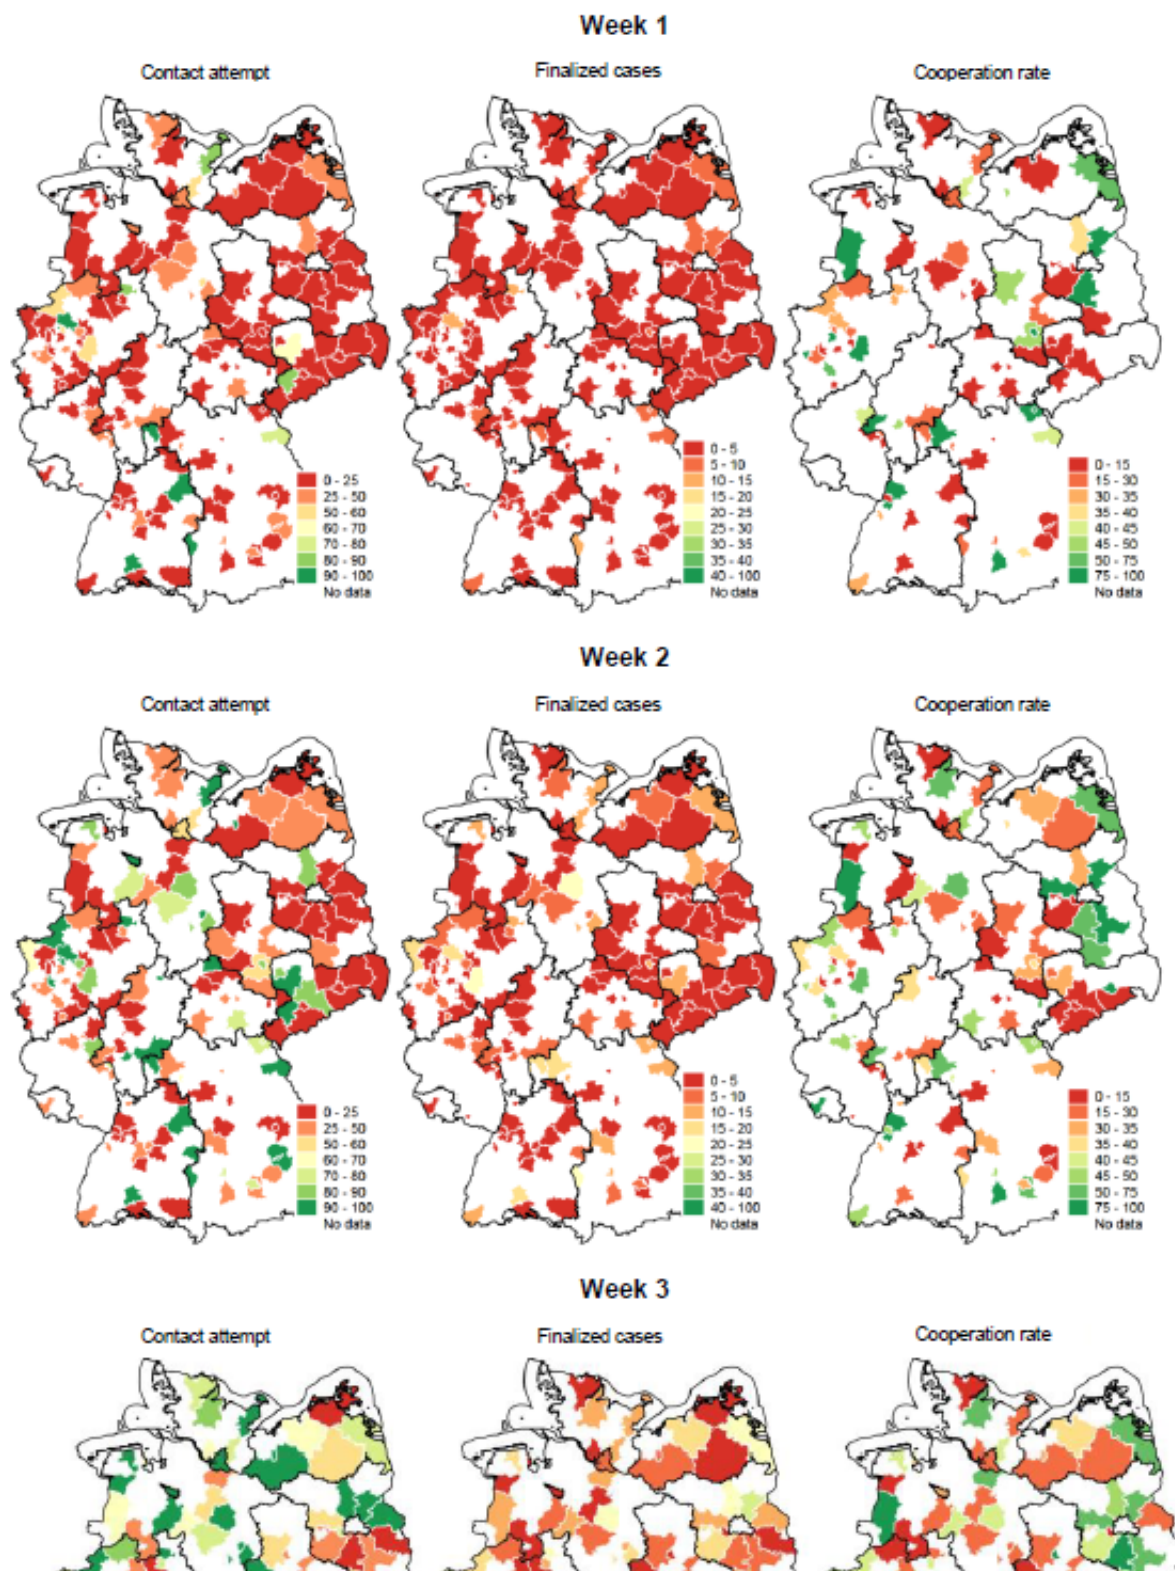 Week 1
Contact attempt
Finalized cases
Cooperation rate
0 - 25
25 - 50
50 - 60
60 - 70
70 - 80
80 - 90
90 - 100
No data
0 - 5
5 - 10
10 - 15
15 - 20
20 - 25
25 - 30
30 - 35
35 - 40
40 - 100
No data
0 - 15
15 - 30
30 - 35
35 - 40
40 - 45
45 - 50
50 - 75
75 - 100
No data
Week 2
Contact attempt
Finalized cases
Cooperation rate
0 - 25
25 - 50
50 - 60
60 - 70
70 - 80
80 - 90
90 - 100
No data
0 - 5
5 - 10
10 - 15
15 - 20
20 - 25
25 - 30
30 - 35
35 - 40
40 - 100
No data
0 - 15
15 - 30
30 - 35
35 - 40
40 - 45
45 - 50
50 - 75
75 - 100
No data
Week 3
Contact attempt
Finalized cases
Cooperation rate